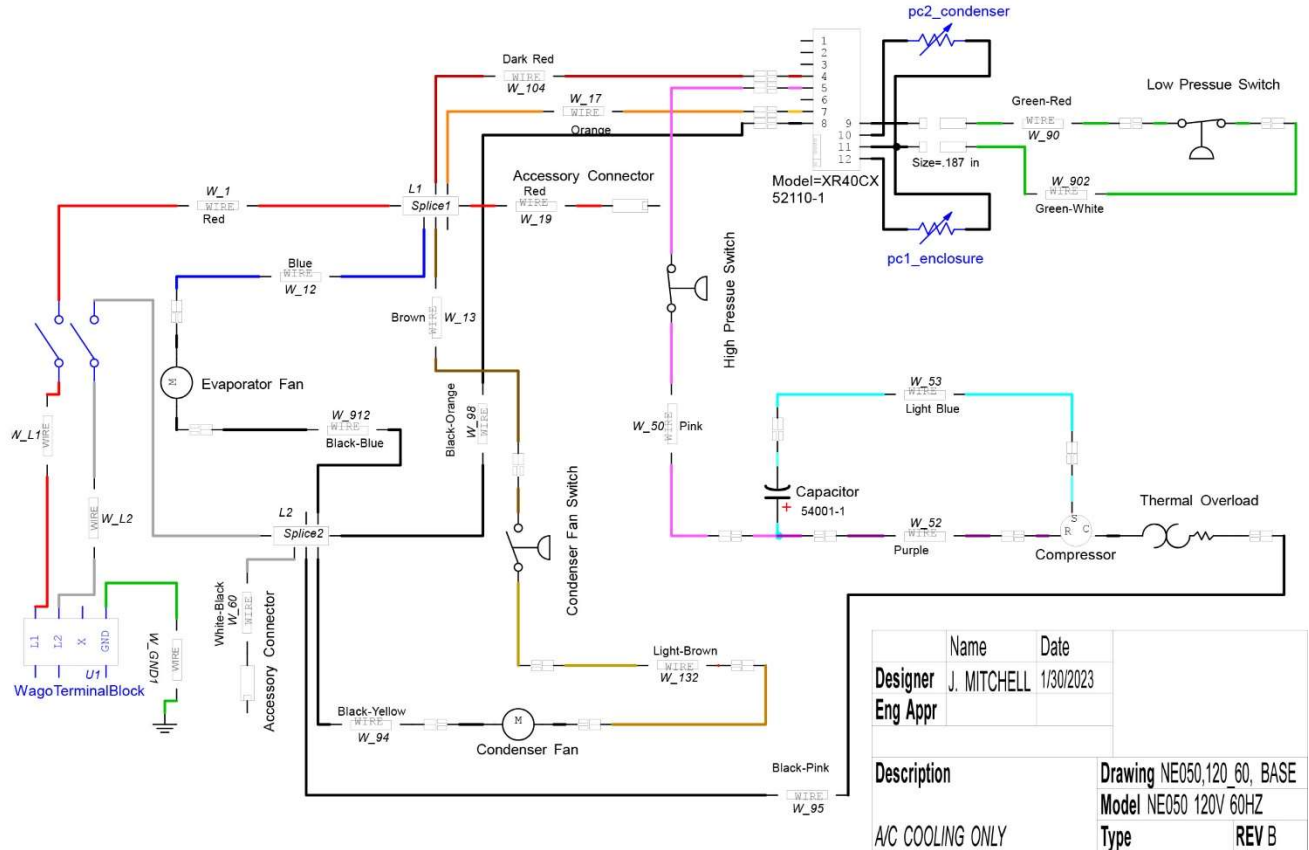 pc2_condenser
1
2
3
4
5
6
7
8
9
10
11
12
Model=XR40CX
52110-1
pc1_enclosure
Dark Red
WIRE
W_104
W_17
WIRE
Orange
Green-Red
WIRE
W_90
Low Pressue Switch
Size=.187 in
W_902
WIRE
Green-White
W_1
WIRE
Red
L1
Splice1
Accessory Connector
Red
WIRE
W_19
Blue
WIRE
W_12
Brown
WIRE
W_13
High Pressue Switch
M
Evaporator Fan
W_912
WIRE
Black-Blue
Black-Orange
W_98
WIRE
W_50
WIRE
Pink
W_53
WIRE
Light Blue
W_L1
WIRE
W_L2
WIRE
L2
Splice2
Condenser Fan Switch
Capacitor
54001-1
+
W_52
WIRE
Purple
S
R
C
Compressor
Thermal Overload
White-Black
W_60
WIRE
Accessory Connector
L1
L2
X
GND
U1
WagoTerminalBlock
W_GND1
WIRE
Light-Brown
WIRE
W_132
Black-Yellow
WIRE
W_94
M
Condenser Fan
Black-Pink
WIRE
W_95
Name Date
Designer J. MITCHELL 1/30/2023
Eng Appr
Description
Drawing NE050,120_60, BASE
Model NE050 120V 60HZ
A/C COOLING ONLY
Type REV B